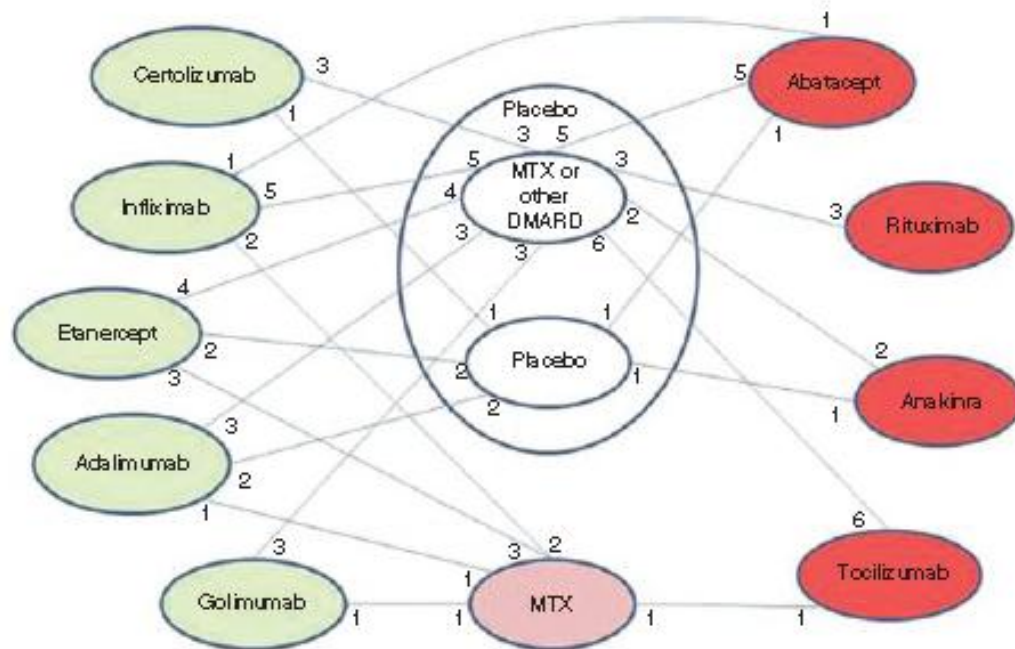 1
Certolizumab
3
1
Abatacept
5
1
Placebo
3 5
1
5
MTX or
other
DMARD
3
Infliximab
5
2
4
2
3
Rituximab
3
3
6
4
Etanercept
2
3
1
1
2
Placebo
1
2
2
Anakinra
1
3
Adalimumab
2
1
6
3
3
2
Tocilizumab
1
Golimumab
1
1
MTX
1
1